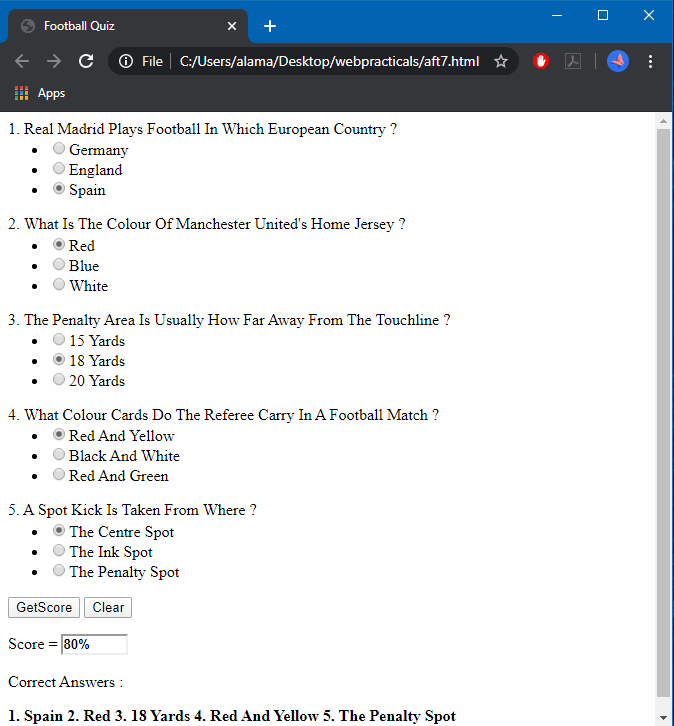 Football Quiz
File | C:/Users/alama/Desktop/webpracticals/aft7.html
Apps
1. Real Madrid Plays Football In Which European Country ?
Germany
England
Spain
2. What Is The Colour Of Manchester United's Home Jersey ?
Red
Blue
White
3. The Penalty Area Is Usually How Far Away From The Touchline ?
15 Yards
18 Yards
20 Yards
4. What Colour Cards Do The Referee Carry In A Football Match ?
Red And Yellow
Black And White
Red And Green
5. A Spot Kick Is Taken From Where ?
The Centre Spot
The Ink Spot
The Penalty Spot
GetScore Clear
Score = 80%
Correct Answers :
1. Spain 2. Red 3. 18 Yards 4. Red And Yellow 5. The Penalty Spot